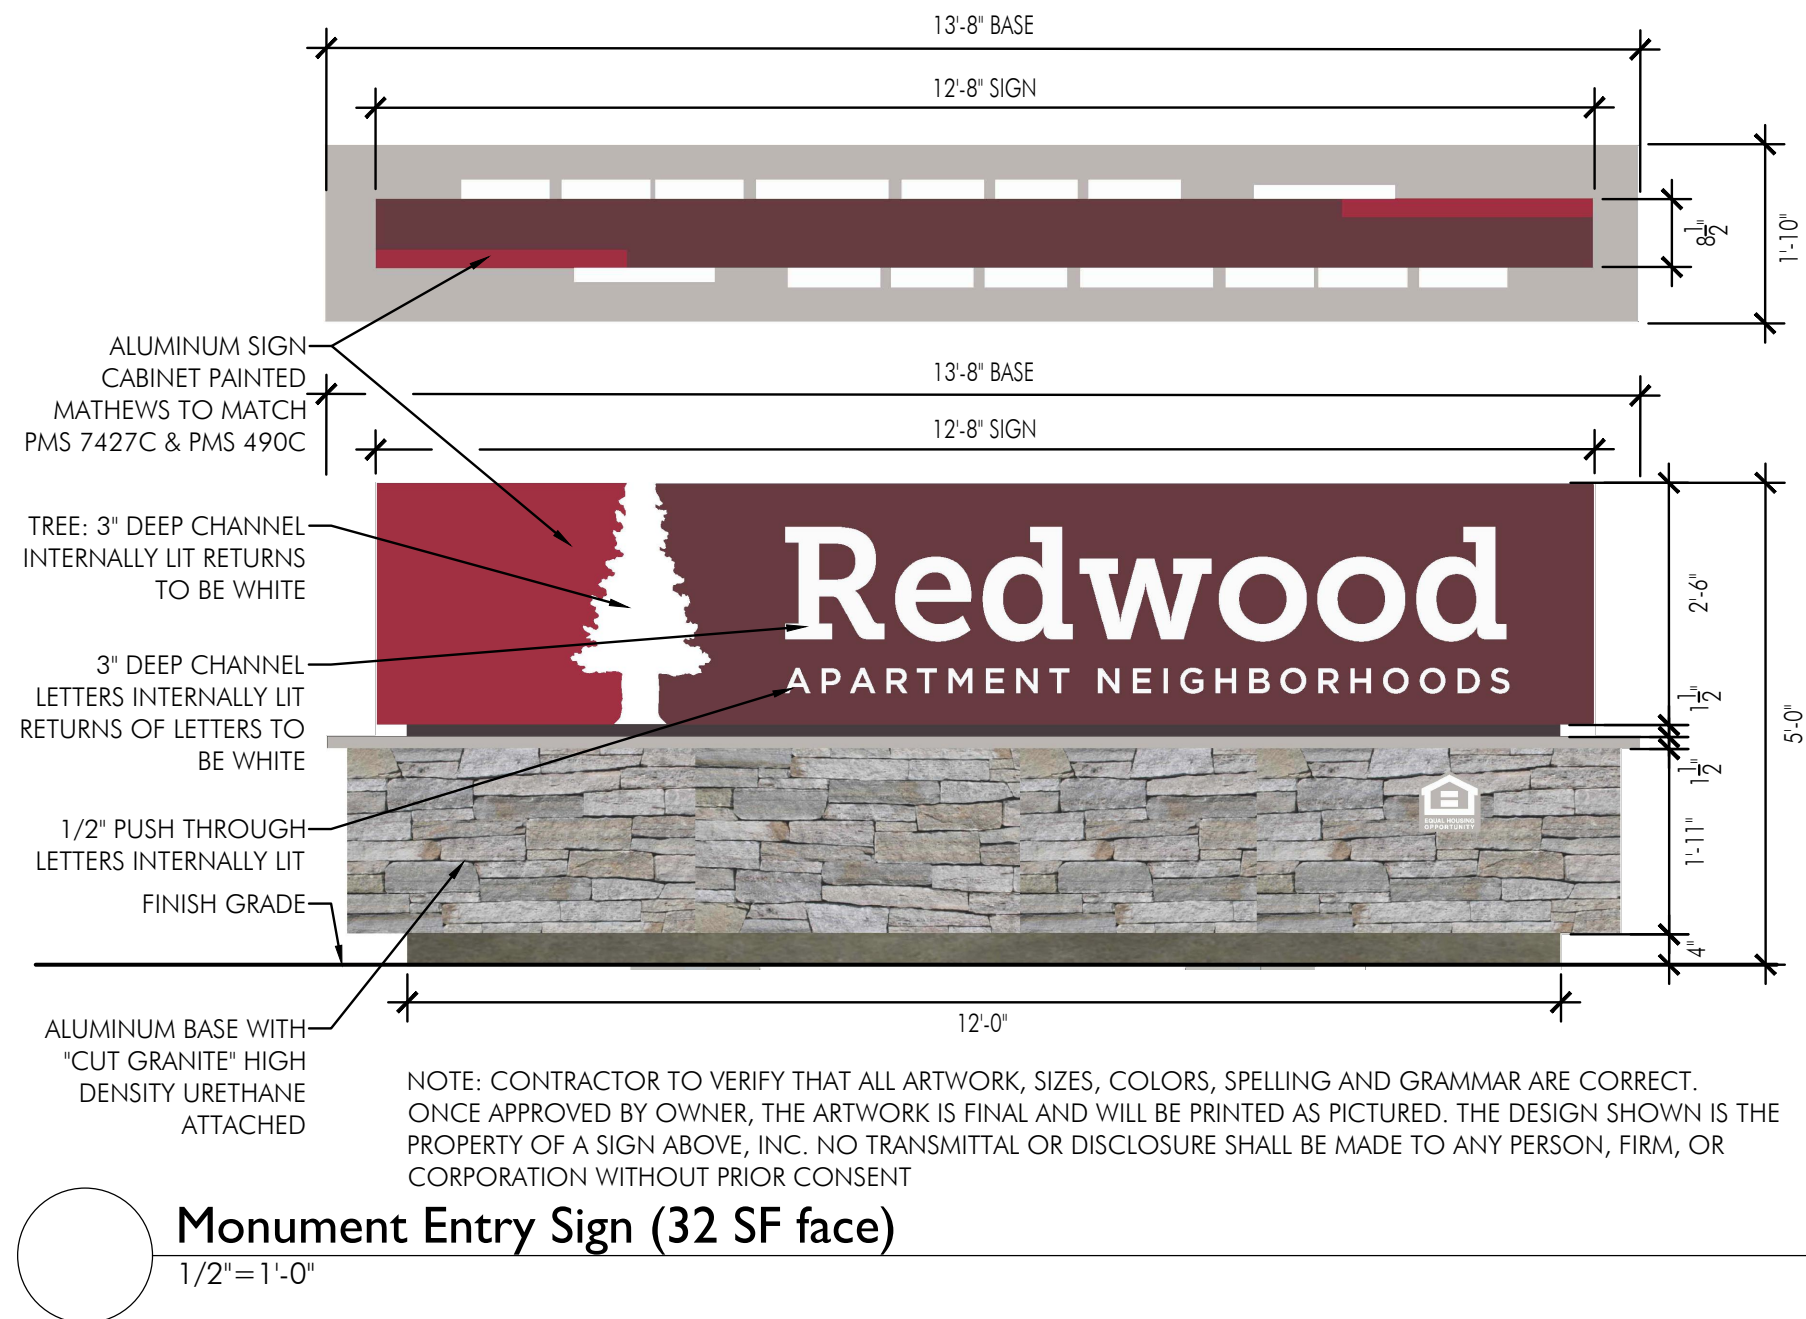 13'-8" BASE
12'-8" SIGN
8 1/2"
1'-10"
ALUMINUM SIGN
CABINET PAINTED
MATHEWS TO MATCH
PMS 7427C & PMS 490C
13'-8" BASE
12'-8" SIGN
TREE: 3" DEEP CHANNEL
INTERNALLY LIT RETURNS
TO BE WHITE
3" DEEP CHANNEL
LETTERS INTERNALLY LIT
RETURNS OF LETTERS TO
BE WHITE
1/2" PUSH THROUGH
LETTERS INTERNALLY LIT
FINISH GRADE
ALUMINUM BASE WITH
"CUT GRANITE" HIGH
DENSITY URETHANE
ATTACHED
Redwood
APARTMENT NEIGHBORHOODS
EQUAL HOUSING
OPPORTUNITY
2'-6"
1 1/2"
1 1/2"
1'-11"
4"
5'-0"
12'-0"
NOTE: CONTRACTOR TO VERIFY THAT ALL ARTWORK, SIZES, COLORS, SPELLING AND GRAMMAR ARE CORRECT.
ONCE APPROVED BY OWNER, THE ARTWORK IS FINAL AND WILL BE PRINTED AS PICTURED. THE DESIGN SHOWN IS THE
PROPERTY OF A SIGN ABOVE, INC. NO TRANSMITTAL OR DISCLOSURE SHALL BE MADE TO ANY PERSON, FIRM, OR
CORPORATION WITHOUT PRIOR CONSENT
Monument Entry Sign (32 SF face)
1/2"=1'-0"